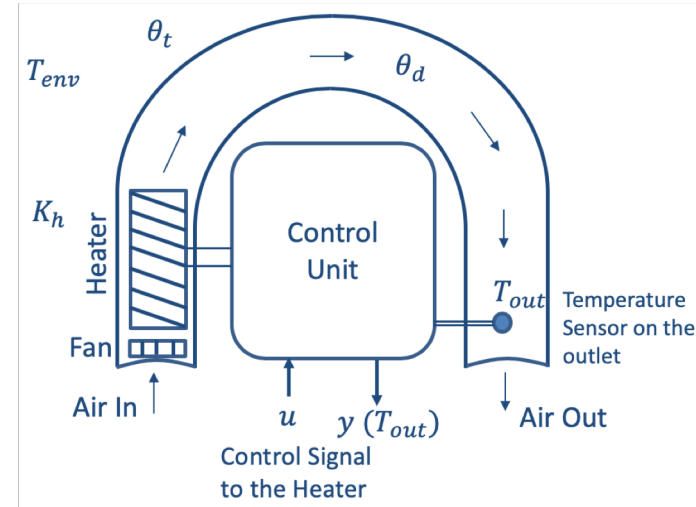 θ_t
T_env
θ_d
K_h
Heater
Control
Unit
T_out
Temperature
Sensor on the
outlet
Fan
Air In
u
y (T_out)
Air Out
Control Signal
to the Heater